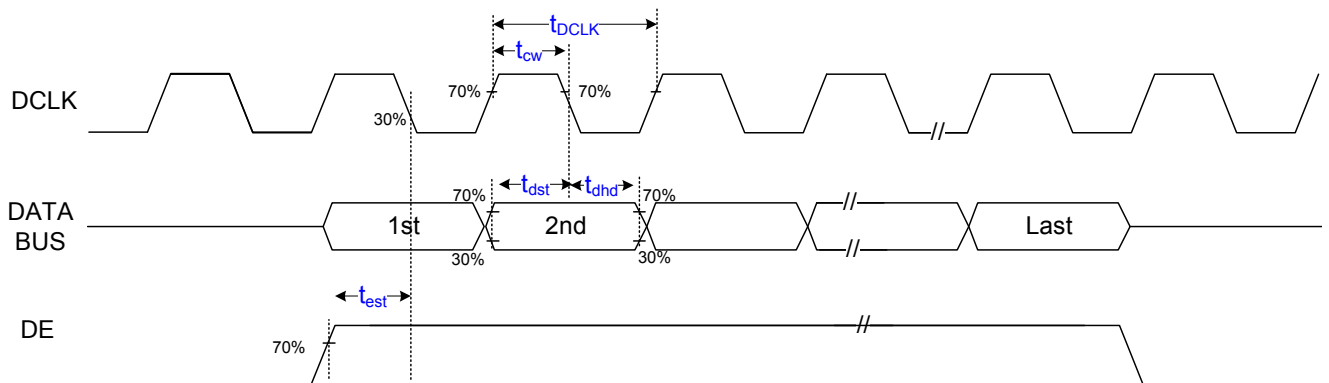 tDCLK
tcw
DCLK
70%
70%
30%
tdst
tdhd
70%
70%
DATA
BUS
1st
2nd
Last
30%
30%
test
DE
70%